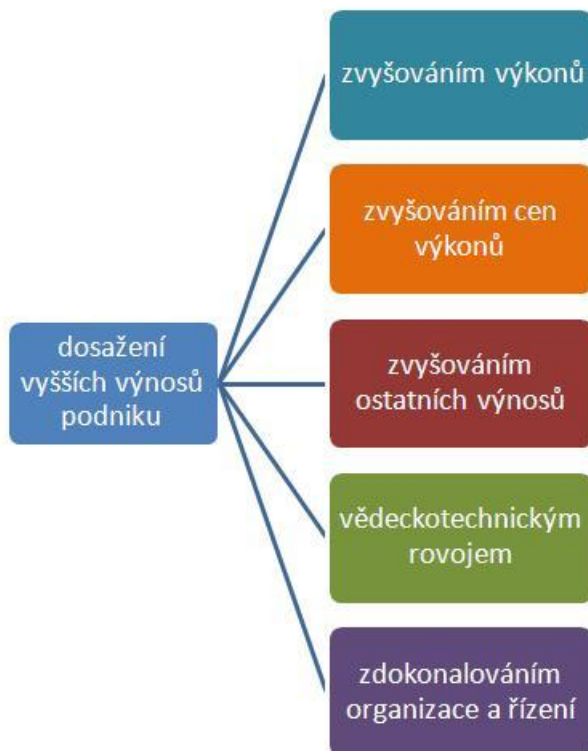 zvyšováním výkonů
zvyšováním cen
výkonů
dosažení
vyšších výnosů
podniku
zvyšováním
ostatních výnosů
vědeckotechnickým
rovojem
zdokonalováním
organizace a řízení